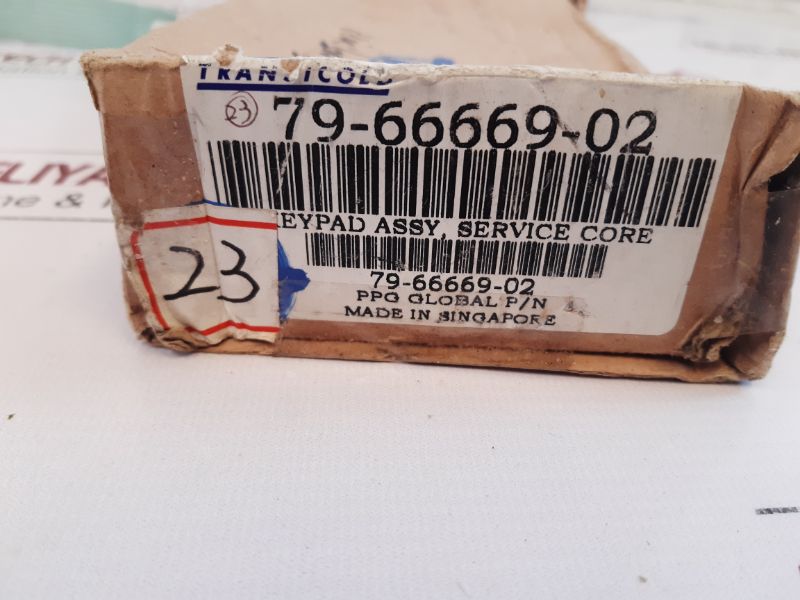 TRANSICOLD
23
79-66669-02
EYPAD ASSY, SERVICE CORE
79-66669-02
PPG GLOBAL P/N
MADE IN SINGAPORE
23